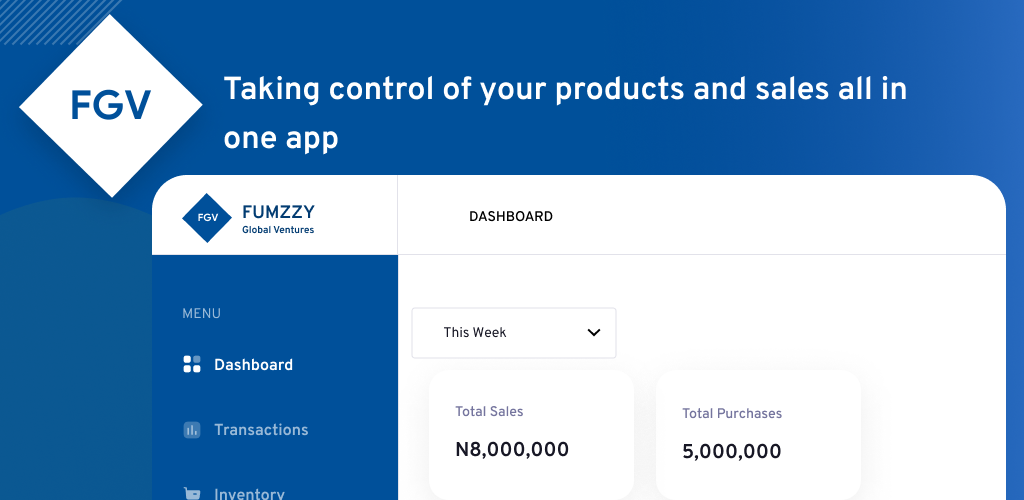 FGV
Taking control of your products and sales all in
one app
FGV
FUMZZY
Global Ventures
DASHBOARD
MENU
This Week
Dashboard
Total Sales
Total Purchases
Transactions
N8,000,000
5,000,000
Inventory